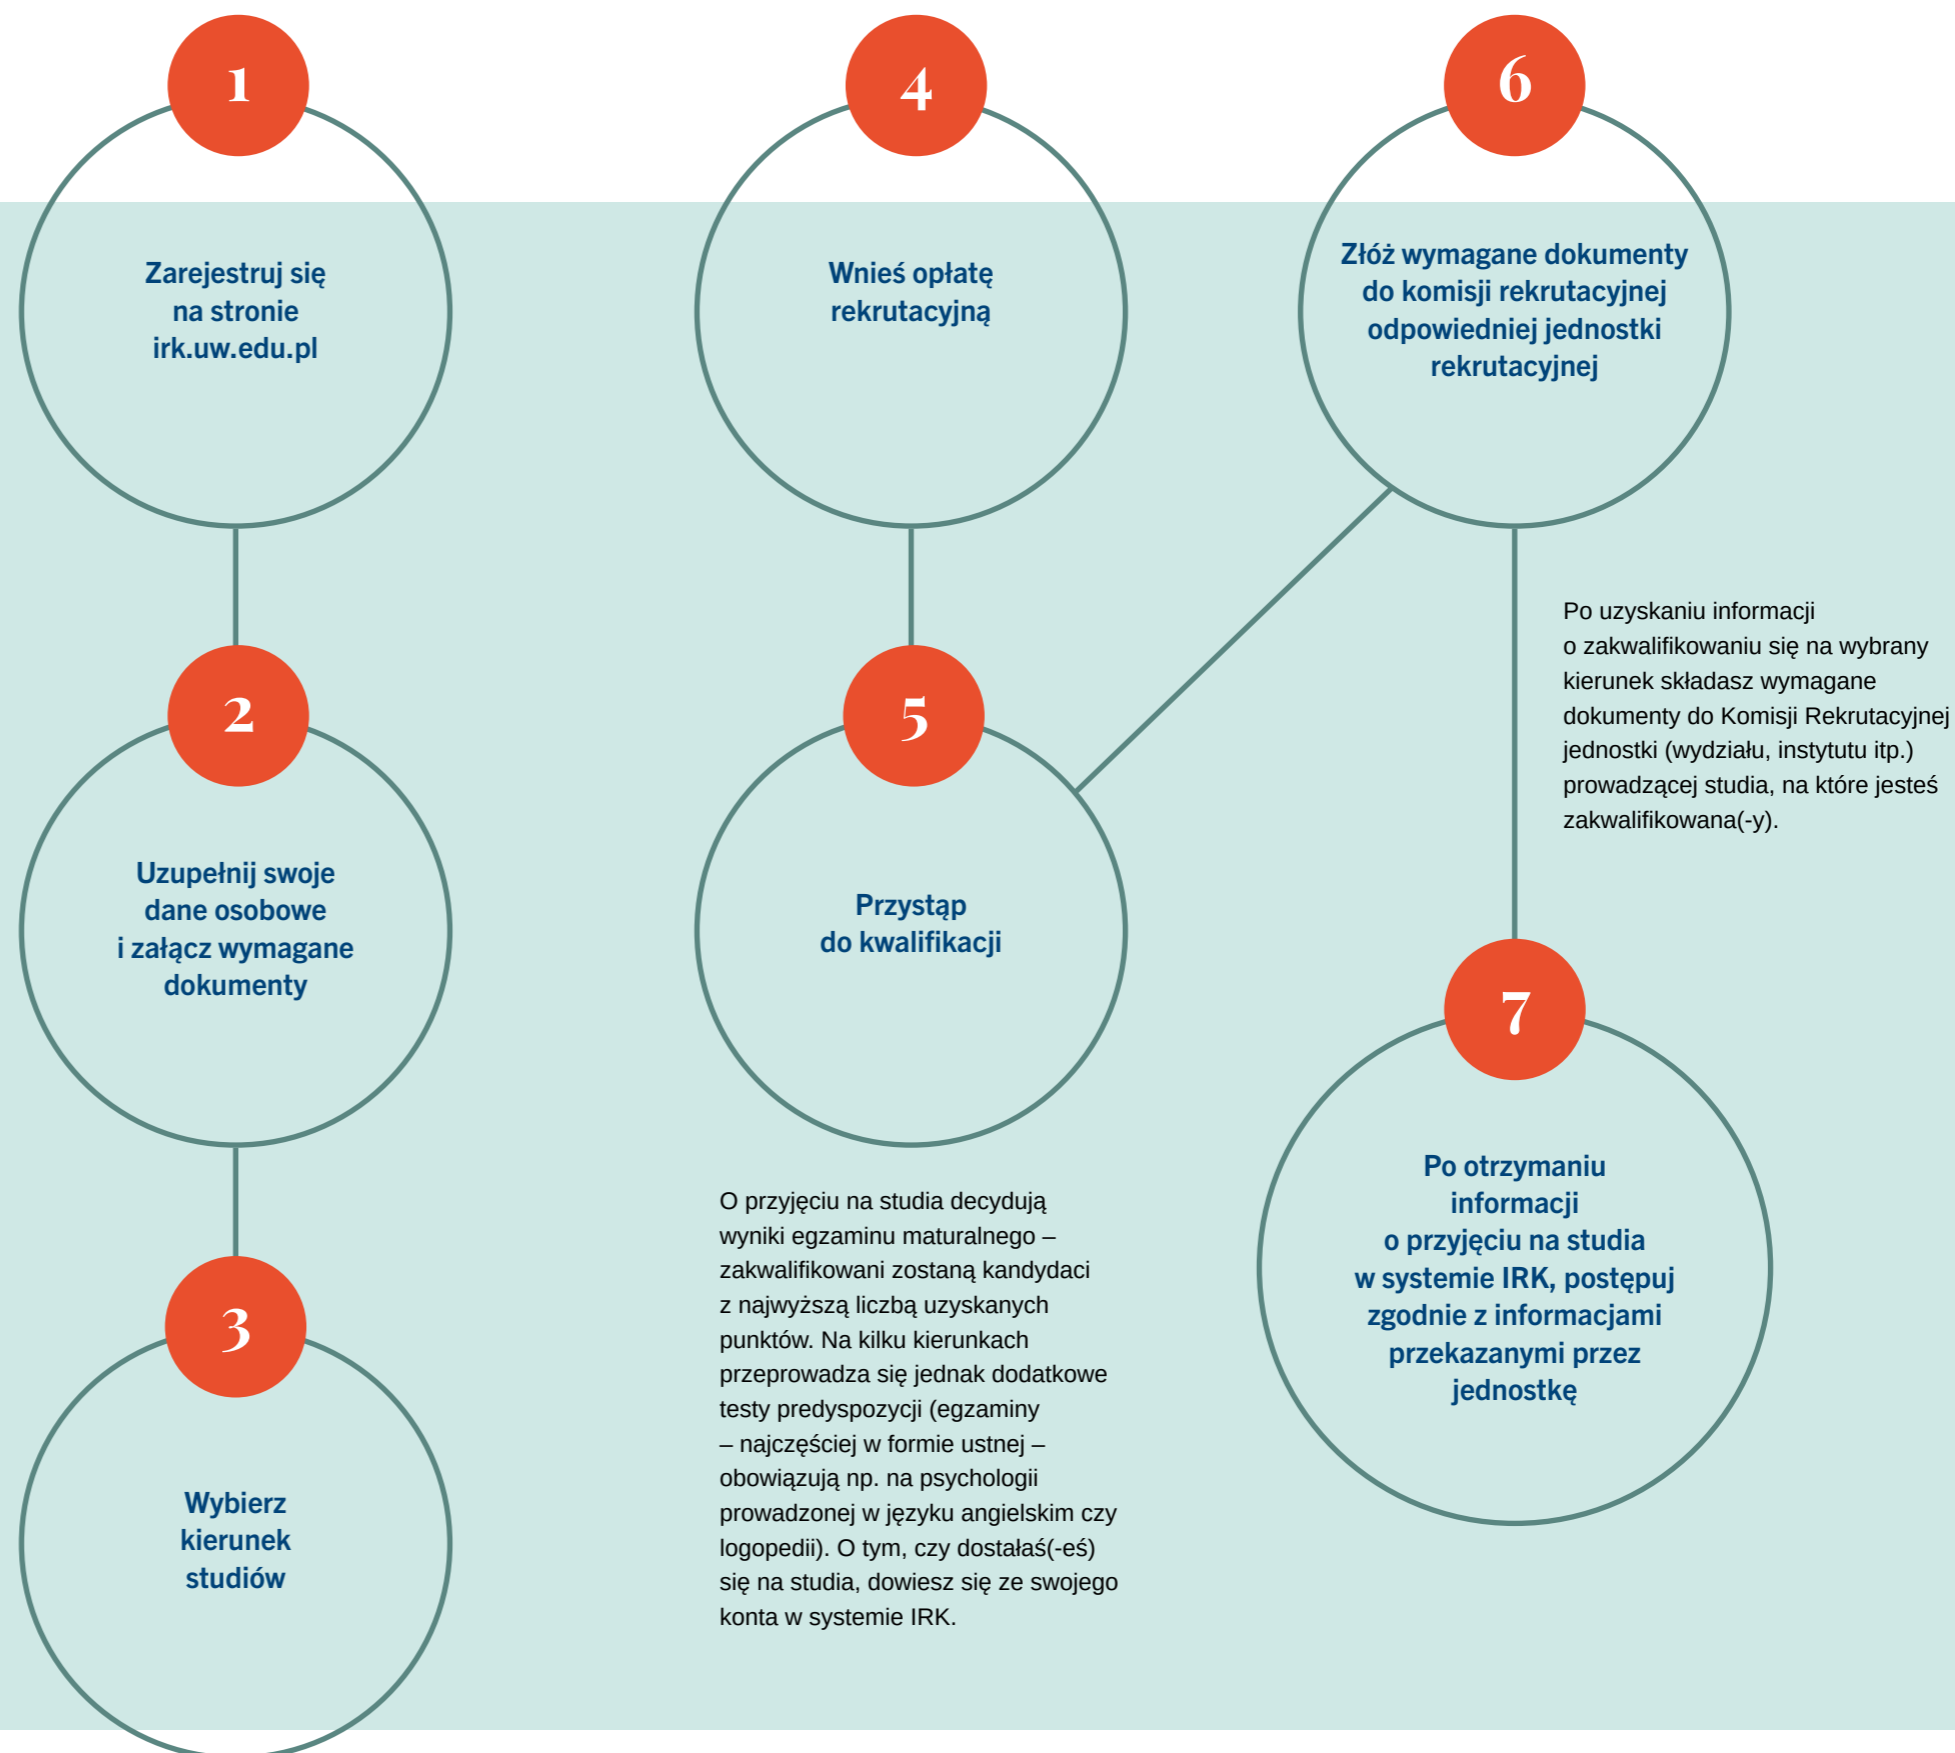 1
Zarejestruj się
na stronie
irk.uw.edu.pl
2
Uzupełnij swoje
dane osobowe
i załącz wymagane
dokumenty
3
Wybierz
kierunek
studiów
4
Wnieś opłatę
rekrutacyjną
5
Przystąp
do kwalifikacji
O przyjęciu na studia decydują
wyniki egzaminu maturalnego –
zakwalifikowani zostaną kandydaci
z najwyższą liczbą uzyskanych
punktów. Na kilku kierunkach
przeprowadza się jednak dodatkowe
testy predyspozycji (egzaminy
– najczęściej w formie ustnej –
obowiązują np. na psychologii
prowadzonej w języku angielskim czy
logopedii). O tym, czy dostałaś(-eś)
się na studia, dowiesz się ze swojego
konta w systemie IRK.
6
Złóż wymagane dokumenty
do komisji rekrutacyjnej
odpowiedniej jednostki
rekrutacyjnej
Po uzyskaniu informacji
o zakwalifikowaniu się na wybrany
kierunek składasz wymagane
dokumenty do Komisji Rekrutacyjnej
jednostki (wydziału, instytutu itp.)
prowadzącej studia, na które jesteś
zakwalifikowana(-y).
7
Po otrzymaniu
informacji
o przyjęciu na studia
w systemie IRK, postępuj
zgodnie z informacjami
przekazanymi przez
jednostkę